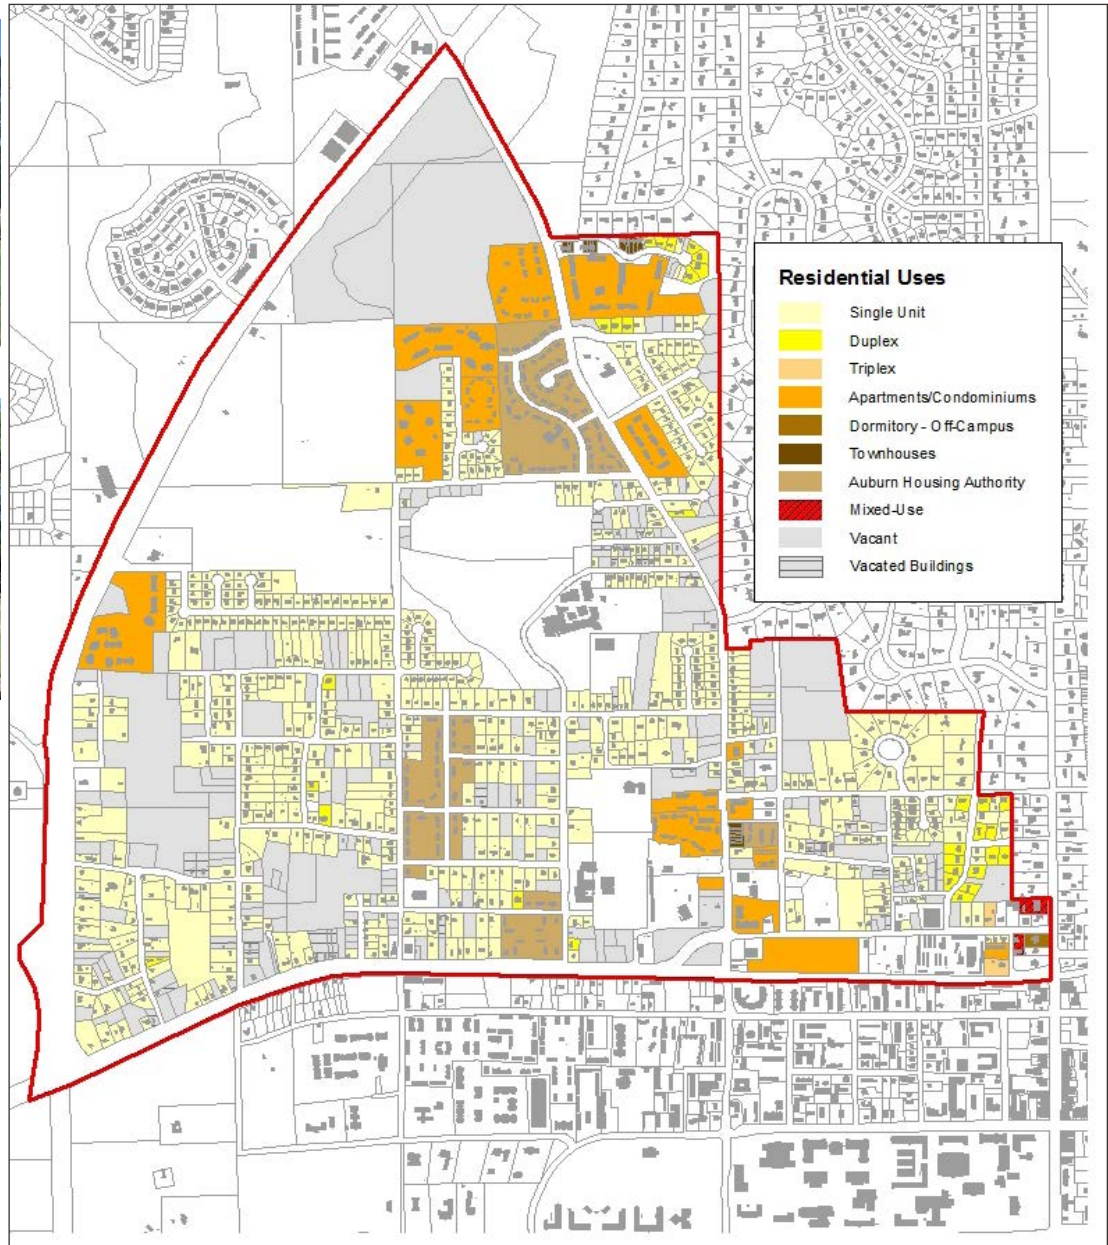 Residential Uses
Single Unit
Duplex
Triplex
Apartments/Condominiums
Dormitory - Off-Campus
Townhouses
Auburn Housing Authority
Mixed-Use
Vacant
Vacated Buildings